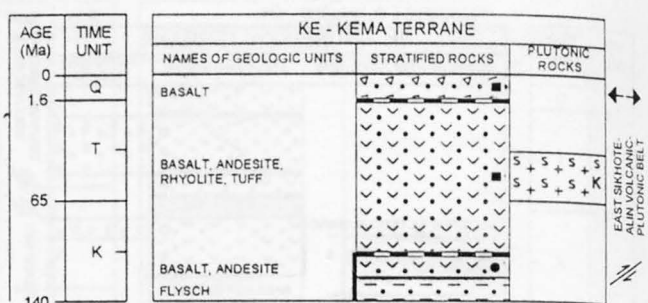 KE - KEMA TERRANE
AGE (Ma)
TIME UNIT
NAMES OF GEOLOGIC UNITS
STRATIFIED ROCKS
PLUTONIC ROCKS
0
Q
BASALT
1.6
T
BASALT, ANDESITE,
RHYOLITE, TUFF
S S S S
S S S K
65
K
BASALT, ANDESITE
FLYSCH
140
EAST SIKHOTE-
ALIN VOLCANIC-
PLUTONIC BELT